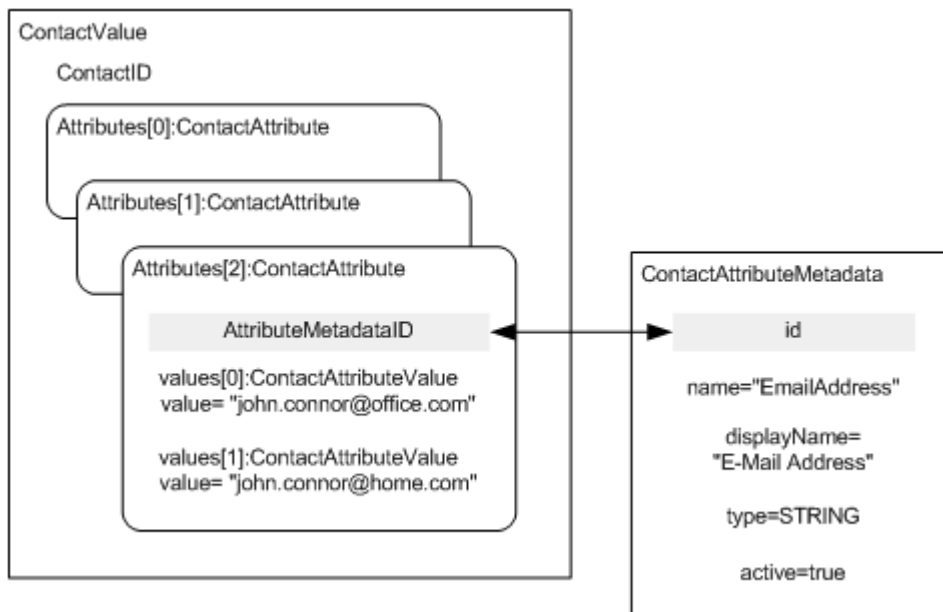 ContactValue
ContactID
Attributes[0]:ContactAttribute
Attributes[1]:ContactAttribute
Attributes[2]:ContactAttribute
AttributeMetadataID
values[0]:ContactAttributeValue
value= "john.connor@office.com"
values[1]:ContactAttributeValue
value= "john.connor@home.com"
ContactAttributeMetadata
id
name="EmailAddress"
displayName=
"E-Mail Address"
type=STRING
active=true